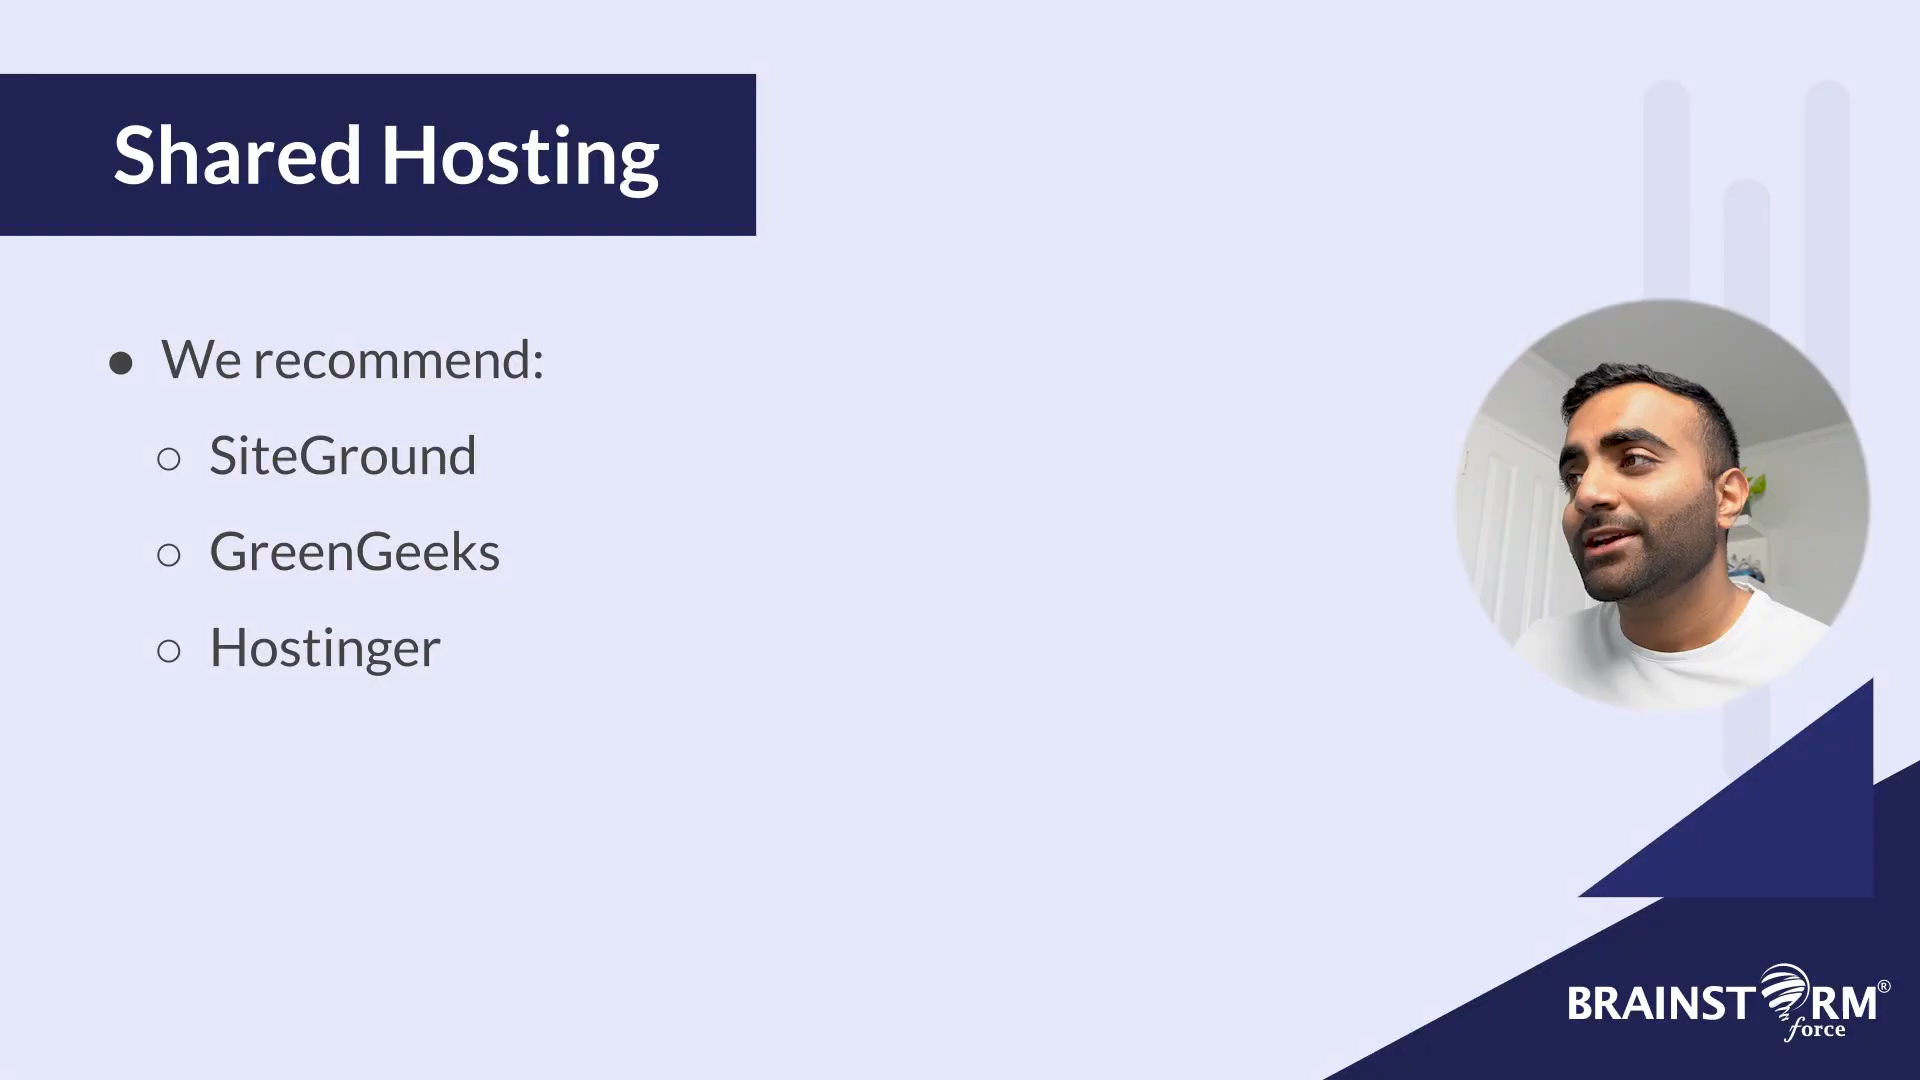 Shared Hosting
● We recommend:
○ SiteGround
○ GreenGeeks
○ Hostinger
BRAINSTORM®
force